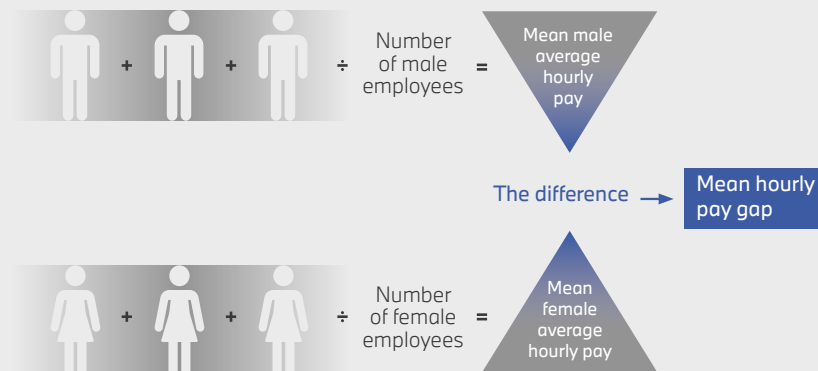 + + ÷ Number
of male
employees =
Mean male
average
hourly
pay
The difference → Mean hourly
pay gap
+ + ÷ Number
of female
employees =
Mean
female
average
hourly pay